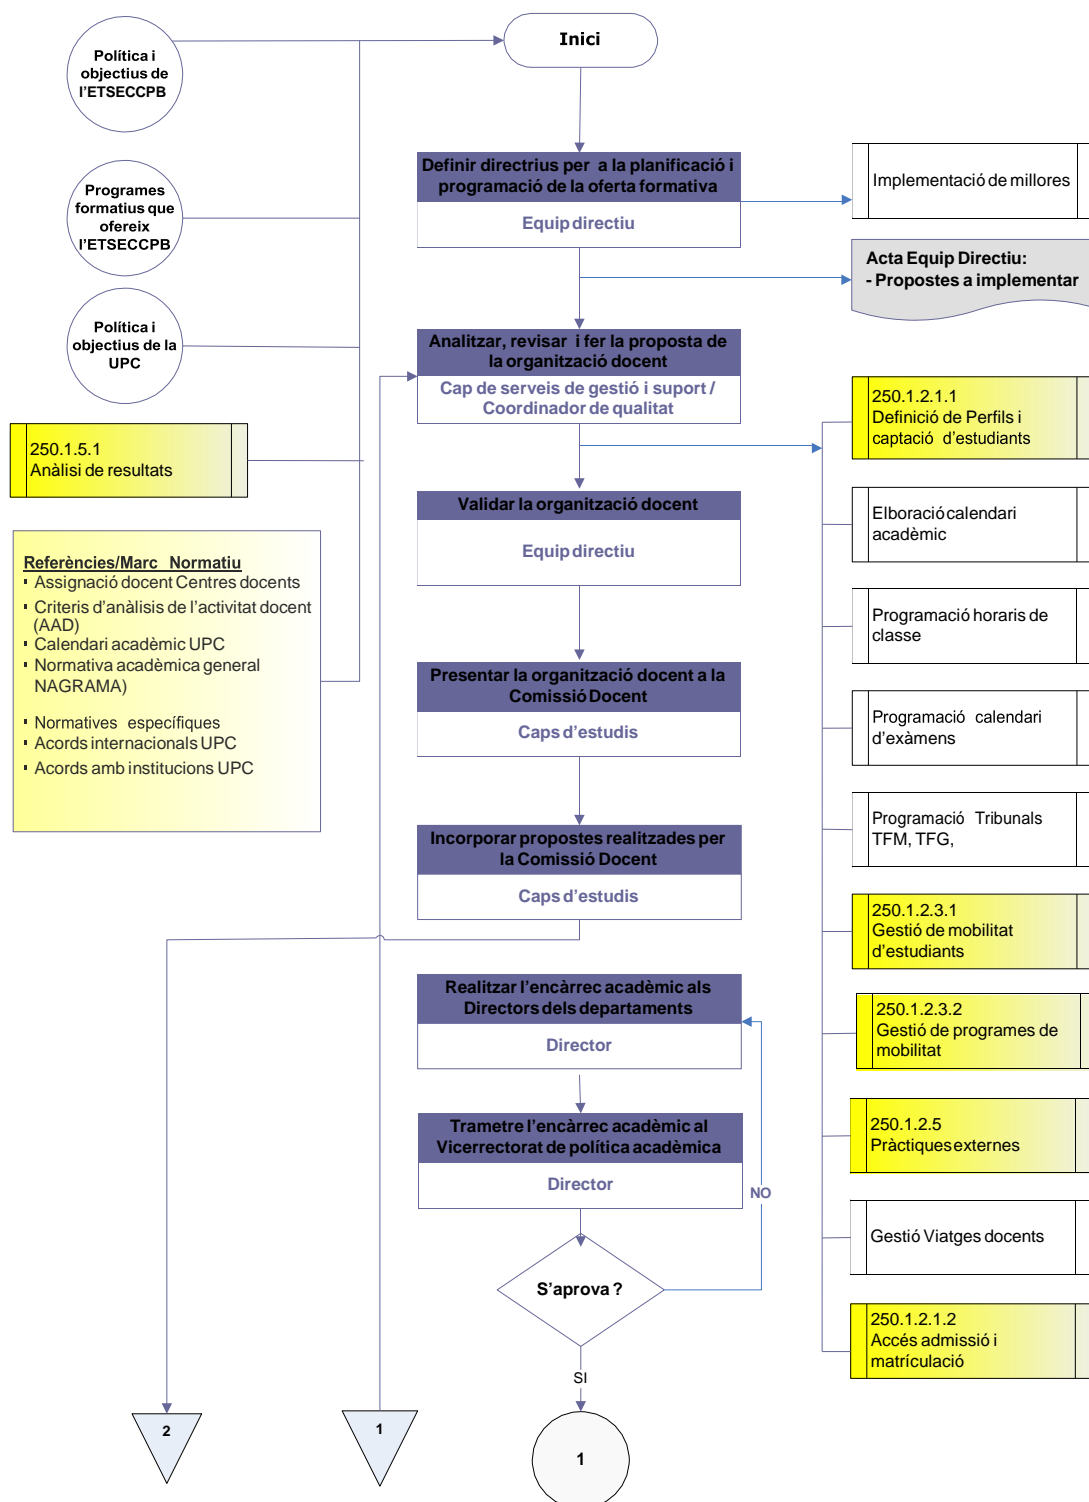 Inici
Política i
objectius de
l'ETSECCPB
Definir directrius per a la planificació i
programació de la oferta formativa
Equip directiu
Implementació de millores
Programes
formatius que
ofereix
l'ETSECCPB
Acta Equip Directiu:
- Propostes a implementar
Política i
objectius de la
UPC
Analitzar, revisar i fer la proposta de
la organització docent
Cap de serveis de gestió i suport /
Coordinador de qualitat
250.1.2.1.1
Definició de Perfils i
captació d'estudiants
250.1.5.1
Anàlisi de resultats
Validar la organització docent
Equip directiu
Elboració calendari
acadèmic
Referències/Marc Normatiu
▪ Assignació docent Centres docents
▪ Criteris d'anàlisis de l'activitat docent
(AAD)
▪ Calendari acadèmic UPC
▪ Normativa acadèmica general
NAGRAMA)
▪ Normatives específiques
▪ Acords internacionals UPC
▪ Acords amb institucions UPC
Programació horaris de
classe
Presentar la organització docent a la
Comissió Docent
Caps d'estudis
Programació calendari
d'exàmens
Incorporar propostes realitzades per
la Comissió Docent
Caps d'estudis
Programació Tribunals
TFM, TFG,
250.1.2.3.1
Gestió de mobilitat
d'estudiants
Realitzar l'encàrrec acadèmic als
Directors dels departaments
Director
250.1.2.3.2
Gestió de programes de
mobilitat
Trametre l'encàrrec acadèmic al
Vicerrectorat de política acadèmica
Director
250.1.2.5
Pràctiques externes
NO
Gestió Viatges docents
S'aprova ?
250.1.2.1.2
Accés admissió i
matrículació
SI
2
1
1